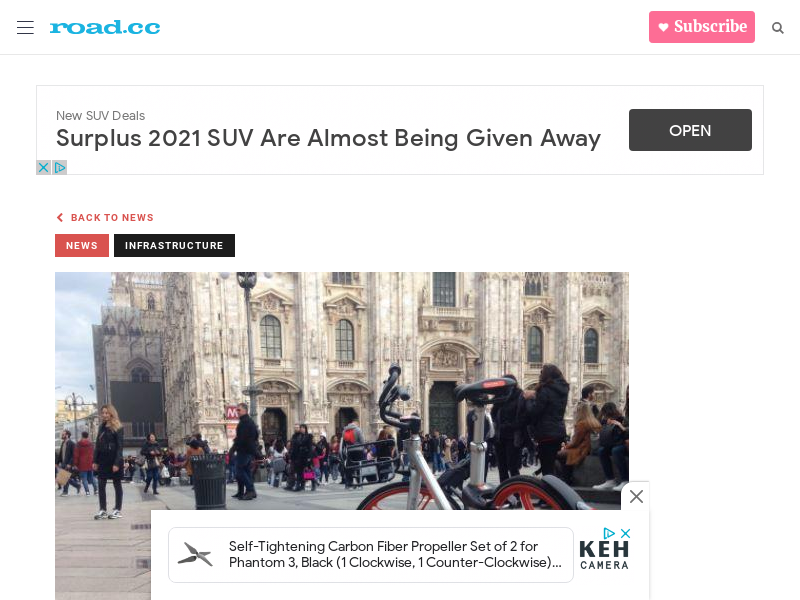 road.cc
Subscribe
New SUV Deals
Surplus 2021 SUV Are Almost Being Given Away
OPEN
BACK TO NEWS
NEWS
INFRASTRUCTURE
M
Self-Tightening Carbon Fiber Propeller Set of 2 for
Phantom 3, Black (1 Clockwise, 1 Counter-Clockwise)...
KEH
CAMERA